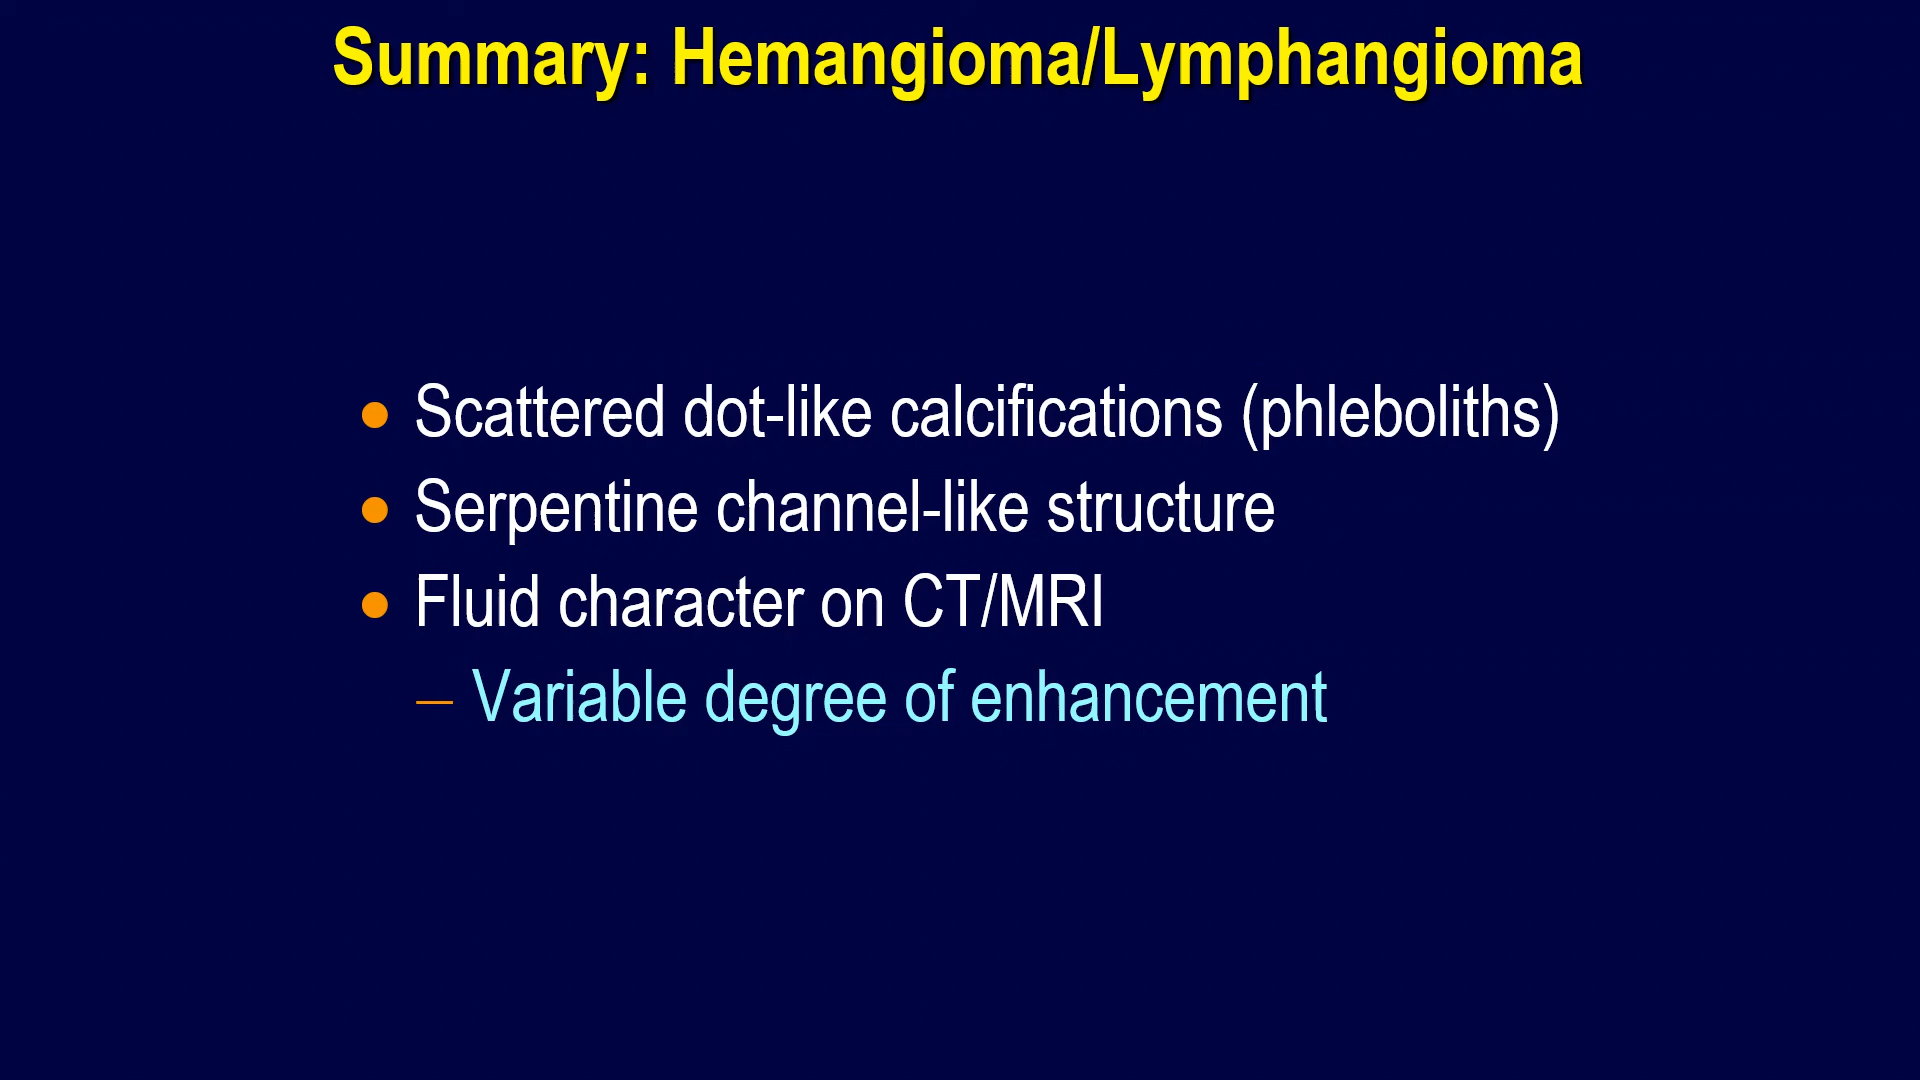 Summary: Hemangioma/Lymphangioma
• Scattered dot-like calcifications (phleboliths)
• Serpentine channel-like structure
• Fluid character on CT/MRI
– Variable degree of enhancement